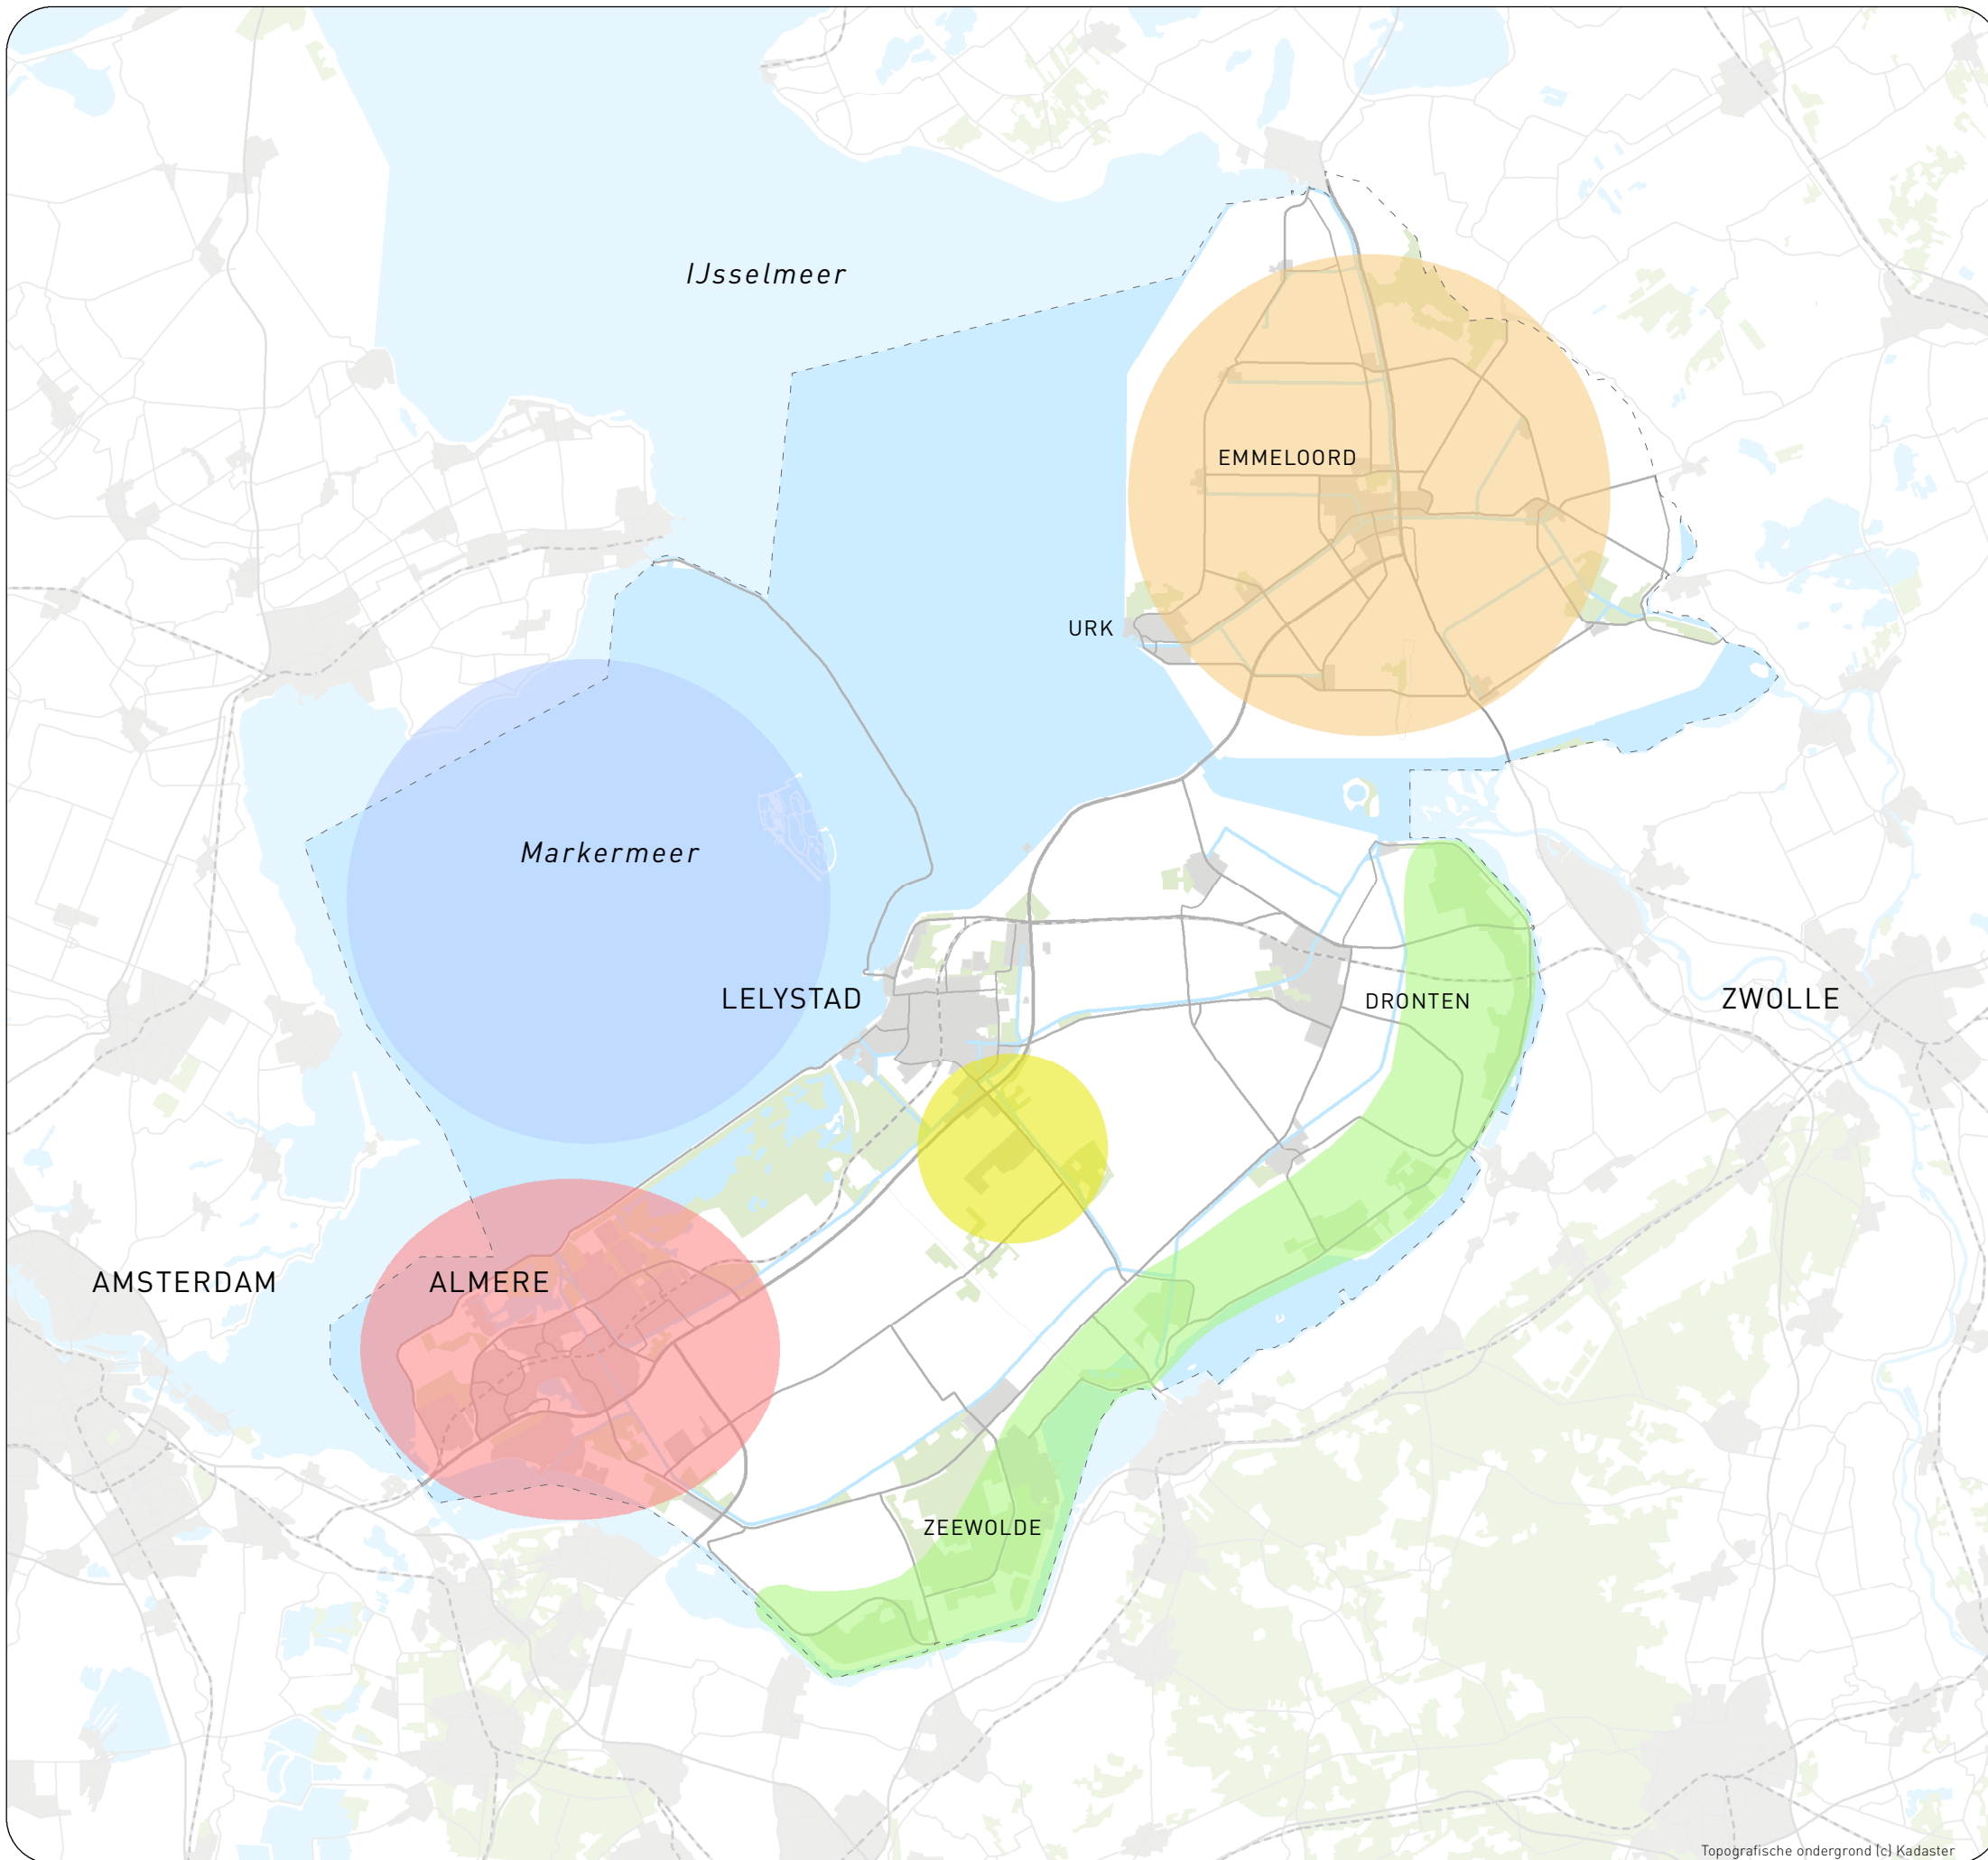 IJsselmeer
EMMELOORD
URK
Markermeer
LELYSTAD
DRONTEN
ZWOLLE
AMSTERDAM
ALMERE
ZEEWOLDE
Topografische ondergrond (c) Kadaster